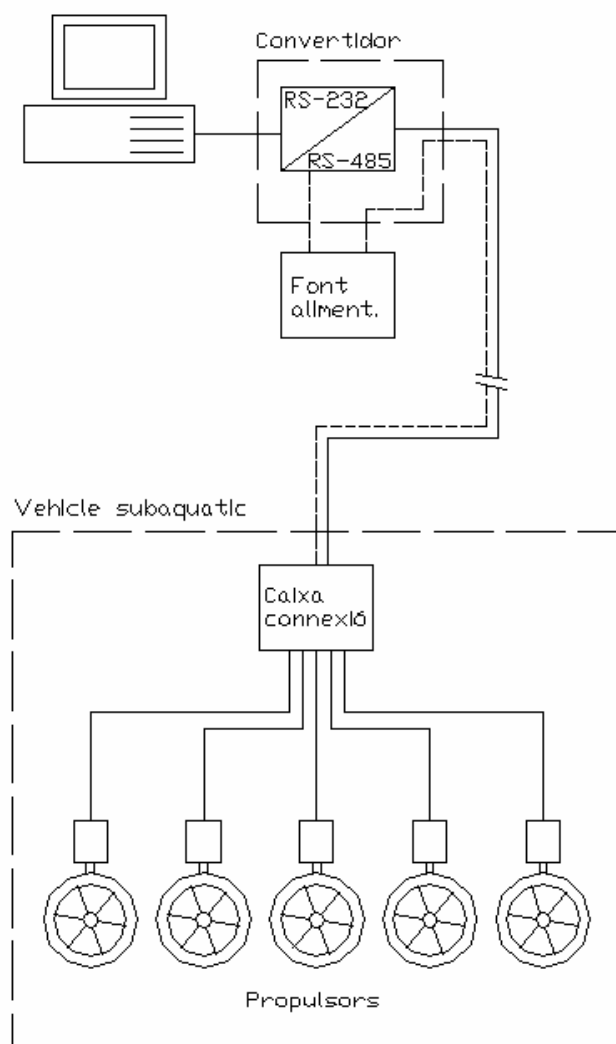 Convertidor
RS-232
RS-485
Font
aliment.
Vehicle subaquatic
Caixa
connexió
Propulsors